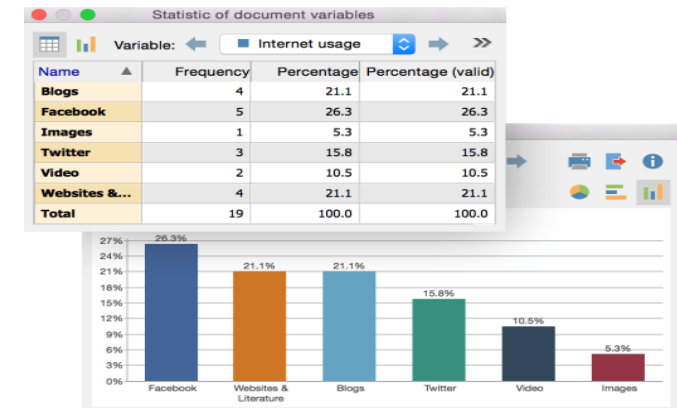 Statistic of document variables
Variable: Internet usage
Name Frequency Percentage Percentage (valid)
Blogs 4 21.1 21.1
Facebook 5 26.3 26.3
Images 1 5.3 5.3
Twitter 3 15.8 15.8
Video 2 10.5 10.5
Websites &... 4 21.1 21.1
Total 19 100.0 100.0
27% 26.3%
24%
21% 21.1% 21.1%
18%
15% 15.8%
12%
9% 10.5%
6% 5.3%
3%
0%
Facebook Websites & Blogs Twitter Video Images
Literature